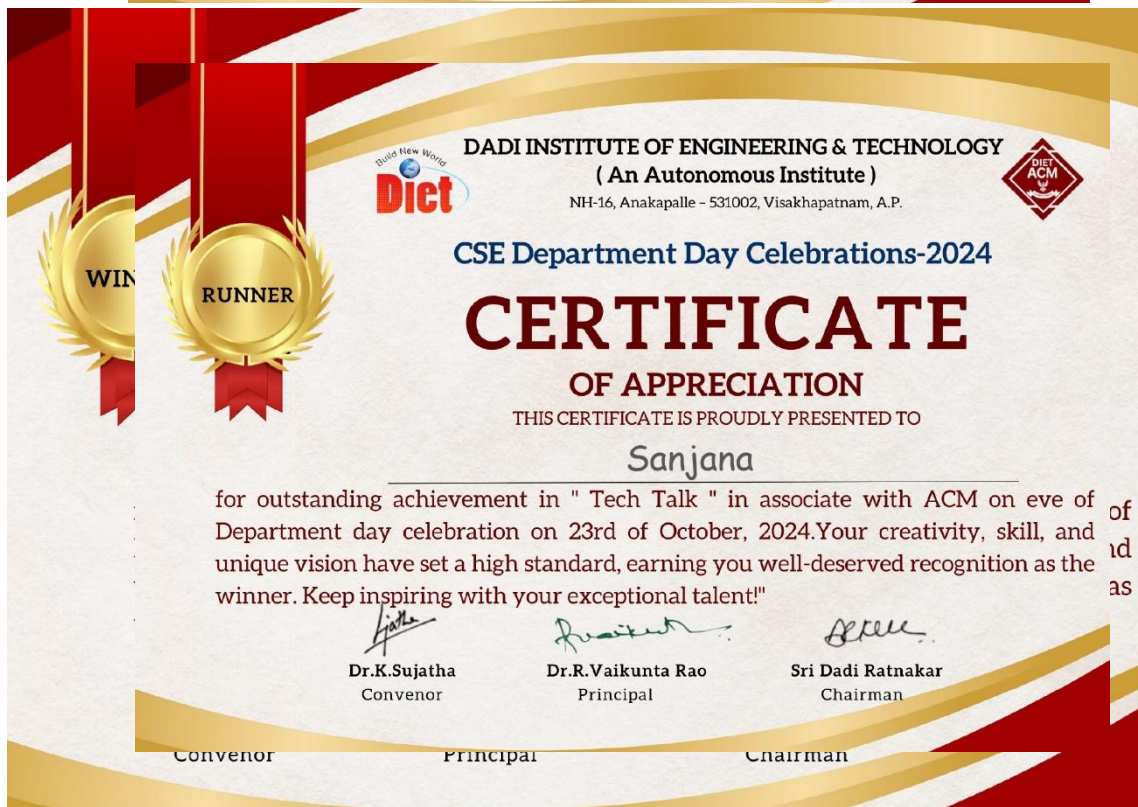 Build New World
Diet
DADI INSTITUTE OF ENGINEERING & TECHNOLOGY
( An Autonomous Institute )
NH-16, Anakapalle – 531002, Visakhapatnam, A.P.
DIET
ACM
CSE Department Day Celebrations-2024
WIN
RUNNER
CERTIFICATE
OF APPRECIATION
THIS CERTIFICATE IS PROUDLY PRESENTED TO
Sanjana
for outstanding achievement in " Tech Talk " in associate with ACM on eve of
Department day celebration on 23rd of October, 2024.Your creativity, skill, and
unique vision have set a high standard, earning you well-deserved recognition as the
winner. Keep inspiring with your exceptional talent!"
of
nd
as
Dr.K.Sujatha
Convenor
Dr.R.Vaikunta Rao
Principal
Sri Dadi Ratnakar
Chairman
Convenor
Principal
Chairman